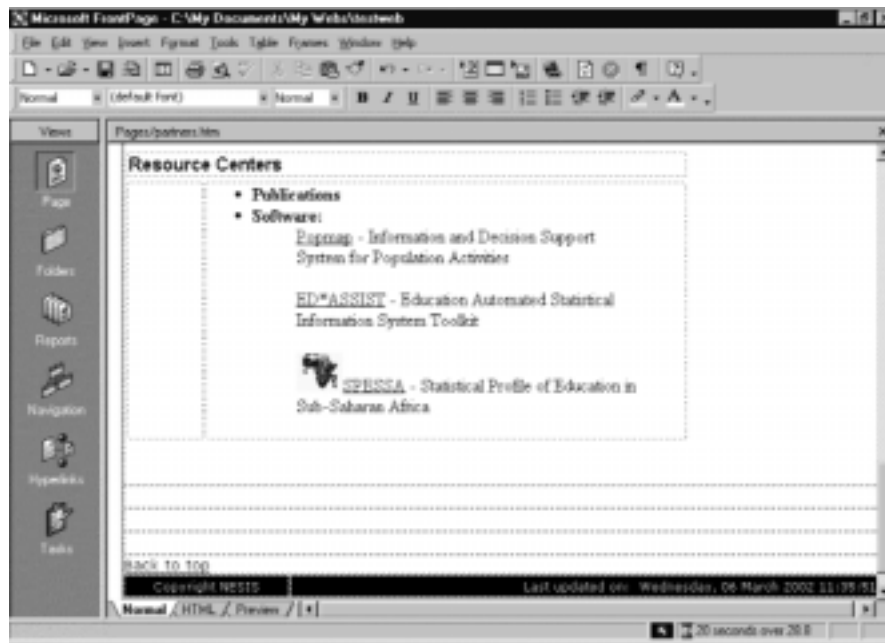 Microsoft FrontPage - C:\My Documents\My Webs\testweb
File Edit View Insert Format Tools Table Frames Window Help
Normal (default font) Normal B I U A
Views Pages/partners.htm
Page
Folders
Reports
Navigation
Hyperlinks
Tasks
Resource Centers
• Publications
• Software:
Popmap - Information and Decision Support
System for Population Activities
ED*ASSIST - Education Automated Statistical
Information System Toolkit
SPESSA - Statistical Profile of Education in
Sub-Saharan Africa
Back to top
Copyright NESIS Last updated on: Wednesday, 06 March 2002 11:35:51
Normal HTML Preview
20 seconds over 28.8